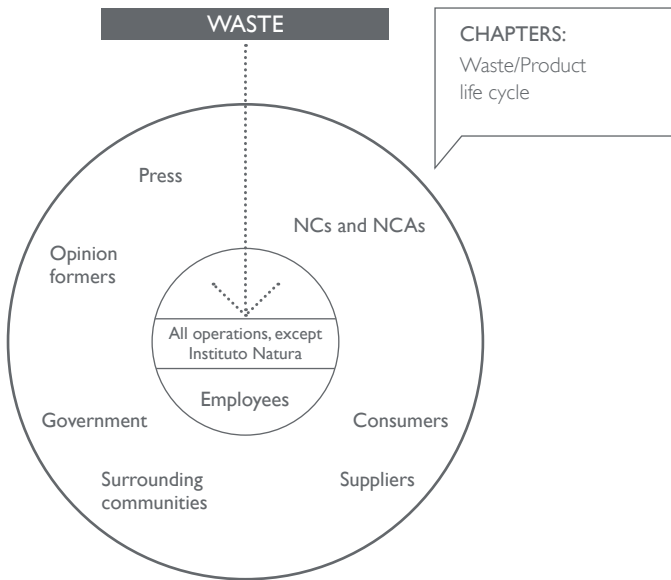 WASTE
CHAPTERS:
Waste/Product
life cycle
Press
NCs and NCAs
Opinion
formers
All operations, except
Instituto Natura
Employees
Government
Consumers
Surrounding
communities
Suppliers